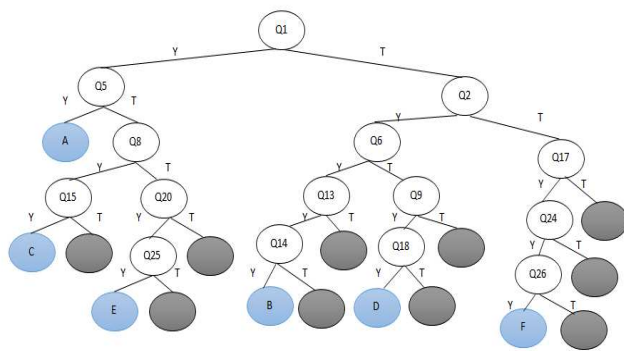 Q1
Y T
Q5 Q2
Y T Y T
A Q8 Q6 Q17
Y T Y T Y T
Q15 Q20 Q13 Q9 Q24
Y T Y T Y T Y T Y T
C Q25 Q14 Q18 Q26
Y T Y T Y T Y T
E B D F